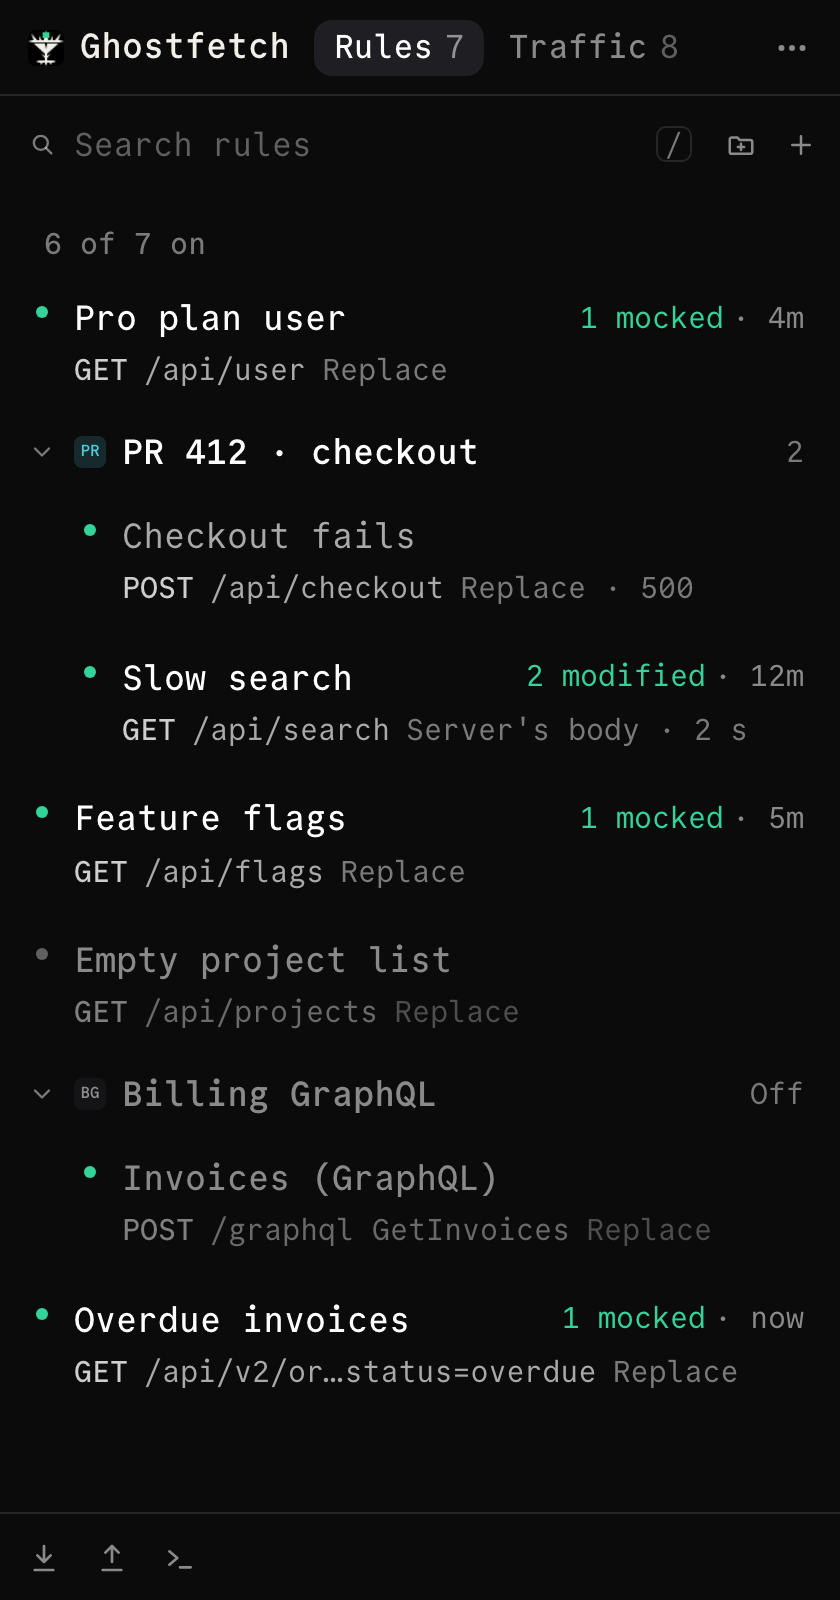 Ghostfetch Rules 7 Traffic 8
Search rules /
6 of 7 on
Pro plan user 1 mocked · 4m
GET /api/user Replace
PR PR 412 · checkout 2
Checkout fails
POST /api/checkout Replace · 500
Slow search 2 modified · 12m
GET /api/search Server's body · 2 s
Feature flags 1 mocked · 5m
GET /api/flags Replace
Empty project list
GET /api/projects Replace
BG Billing GraphQL Off
Invoices (GraphQL)
POST /graphql GetInvoices Replace
Overdue invoices 1 mocked · now
GET /api/v2/or…status=overdue Replace